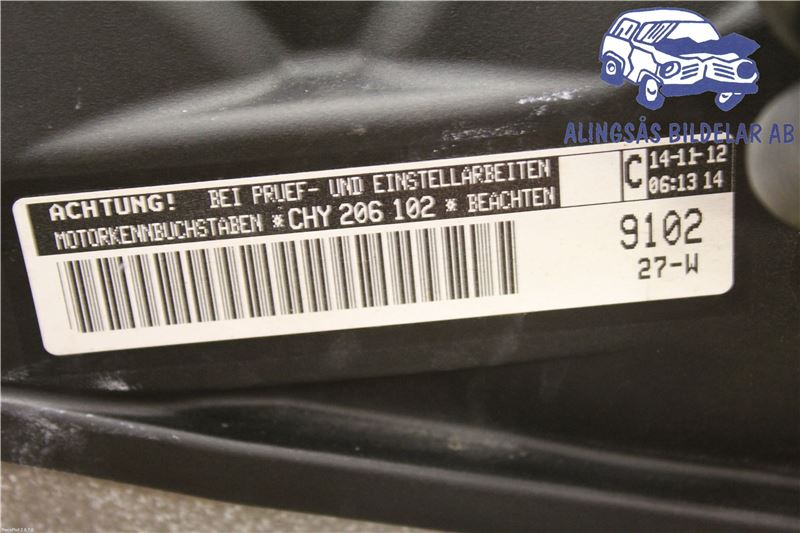 ALINGSÅS BILDELAR AB
ACHTUNG! BEI PRUEF- UND EINSTELLARBEITEN
MOTORKENNBUCHSTABEN *CHY 206 102* BEACHTEN
C
14-11-12
06:13 14
9102
27-W